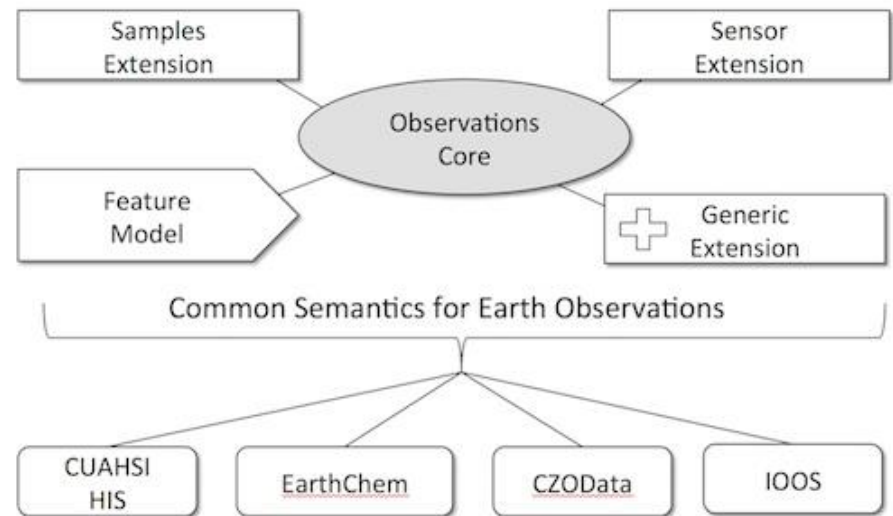 Samples
Extension
Sensor
Extension
Observations
Core
Feature
Model
Generic
Extension
Common Semantics for Earth Observations
CUAHSI
HIS
EarthChem
CZOData
IOOS